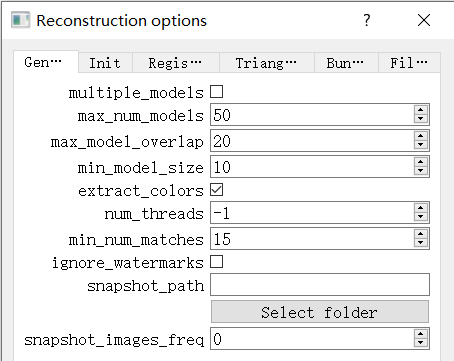 Reconstruction options
Gen… Init Regis… Triang… Bun… Fil…
multiple_models
max_num_models 50
max_model_overlap 20
min_model_size 10
extract_colors
num_threads -1
min_num_matches 15
ignore_watermarks
snapshot_path
Select folder
snapshot_images_freq 0